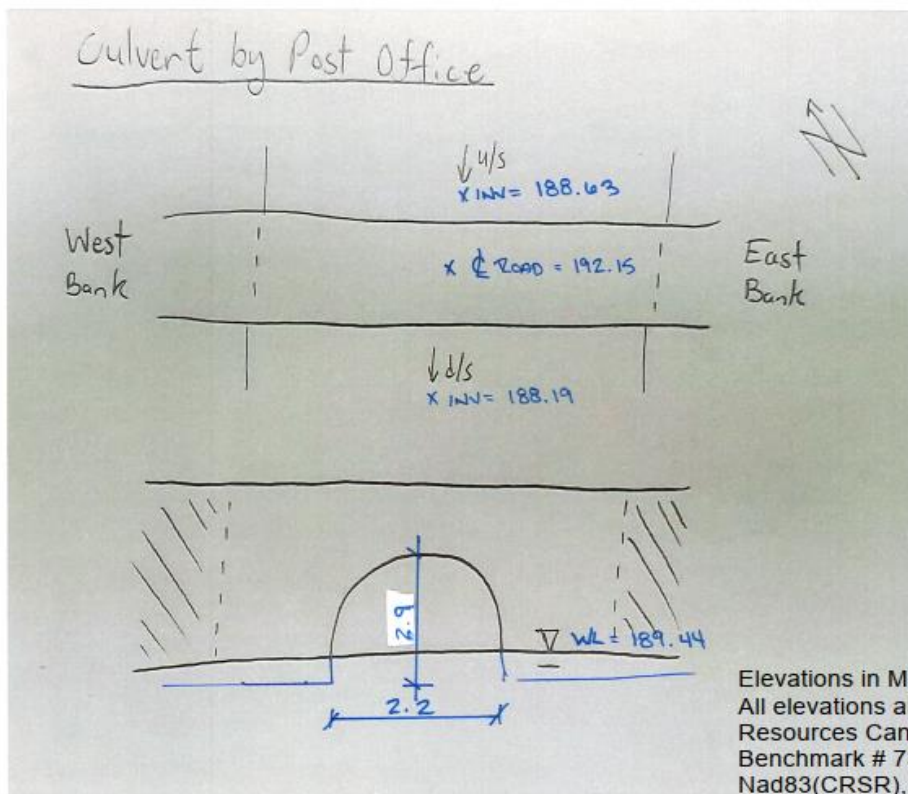 Culvert by Post Office
u/s
x INV = 188.63
West
Bank
x ℄ ROAD = 192.15
East
Bank
d/s
x INV = 188.19
2.9
WL = 189.44
2.2
Elevations in M
All elevations a
Resources Can
Benchmark # 7
Nad83(CRSR),